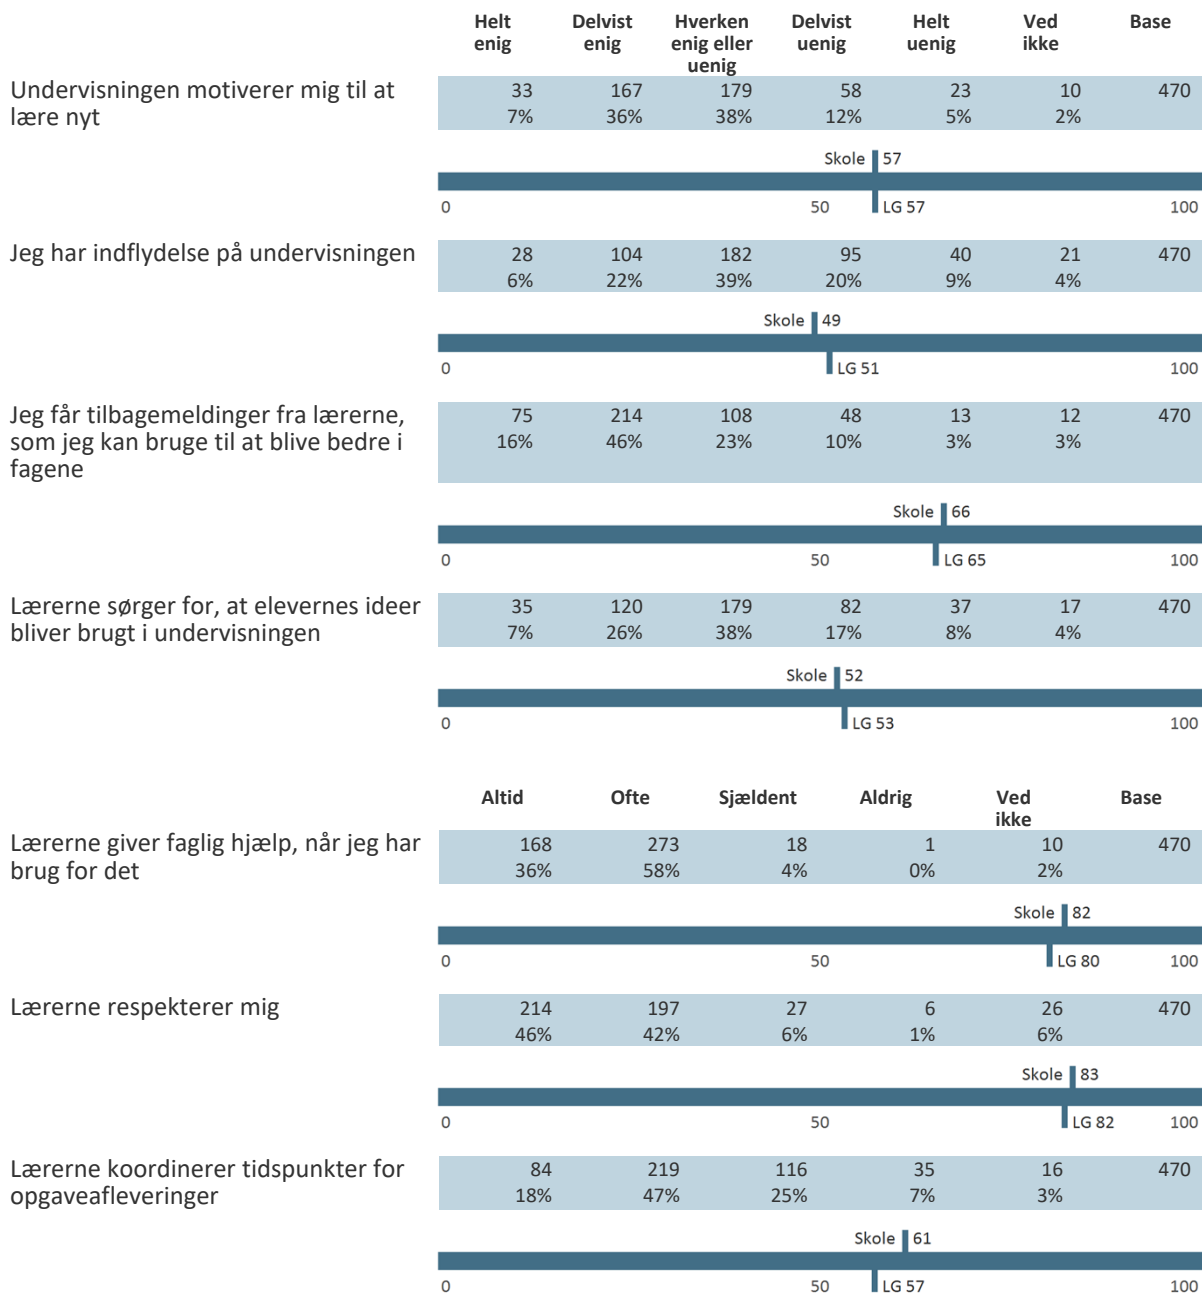 Helt Delvist Hverken Delvist Helt Ved Base
enig enig enig eller uenig uenig ikke
uenig
Undervisningen motiverer mig til at 33 167 179 58 23 10 470
lære nyt 7% 36% 38% 12% 5% 2%
Skole 57
0 50 LG 57 100
Jeg har indflydelse på undervisningen 28 104 182 95 40 21 470
6% 22% 39% 20% 9% 4%
Skole 49
0 LG 51 100
Jeg får tilbagemeldinger fra lærerne, 75 214 108 48 13 12 470
som jeg kan bruge til at blive bedre i 16% 46% 23% 10% 3% 3%
fagene
Skole 66
0 50 LG 65 100
Lærerne sørger for, at elevernes ideer 35 120 179 82 37 17 470
bliver brugt i undervisningen 7% 26% 38% 17% 8% 4%
Skole 52
0 LG 53 100
Altid Ofte Sjældent Aldrig Ved Base
ikke
Lærerne giver faglig hjælp, når jeg har 168 273 18 1 10 470
brug for det 36% 58% 4% 0% 2%
Skole 82
0 50 LG 80 100
Lærerne respekterer mig 214 197 27 6 26 470
46% 42% 6% 1% 6%
Skole 83
0 50 LG 82 100
Lærerne koordinerer tidspunkter for 84 219 116 35 16 470
opgaveafleveringer 18% 47% 25% 7% 3%
Skole 61
0 50 LG 57 100